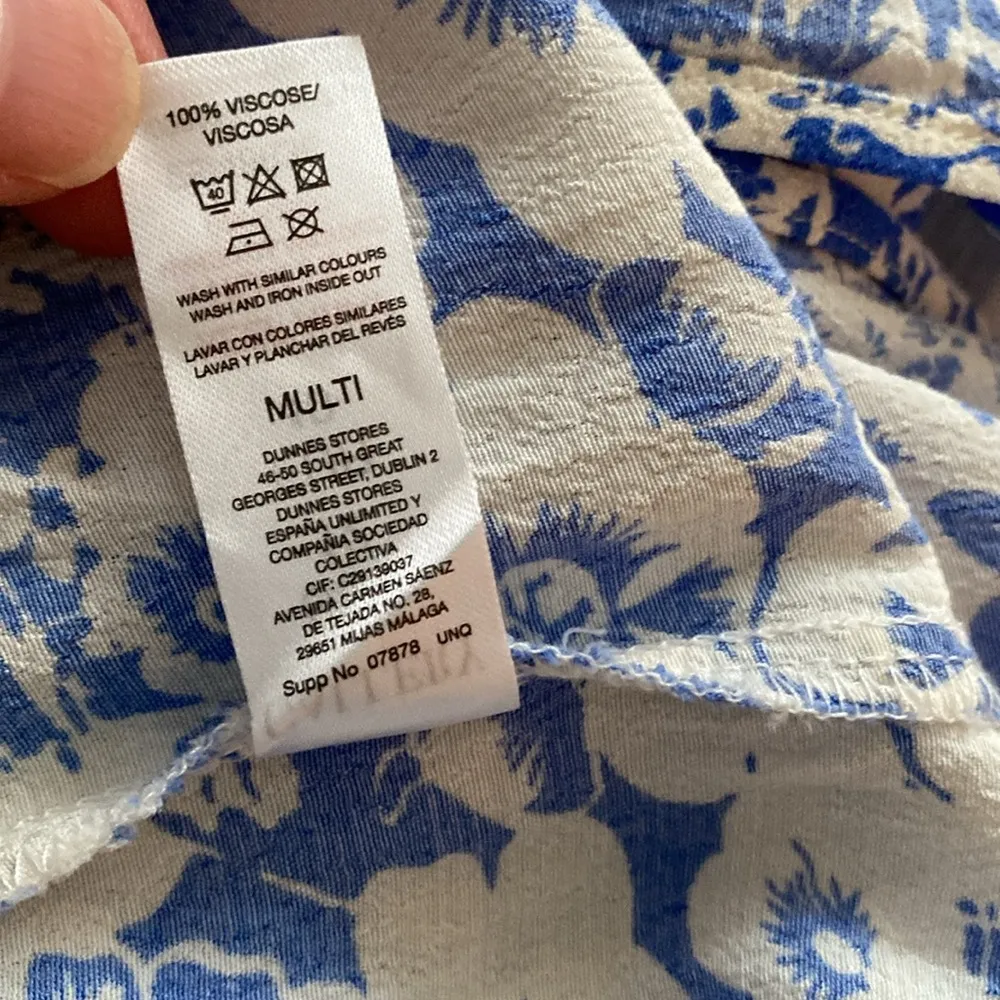 100% VISCOSE/
VISCOSA
40
WASH WITH SIMILAR COLOURS
WASH AND IRON INSIDE OUT
LAVAR CON COLORES SIMILARES
LAVAR Y PLANCHAR DEL REVÉS
MULTI
DUNNES STORES
46-50 SOUTH GREAT
GEORGES STREET, DUBLIN 2
DUNNES STORES
ESPAÑA UNLIMITED Y
COMPAÑIA SOCIEDAD
COLECTIVA
CIF: C29139037
AVENIDA CARMEN SÁENZ
DE TEJADA NO. 28,
29651 MIJAS MÁLAGA
Supp No 07878 UNQ